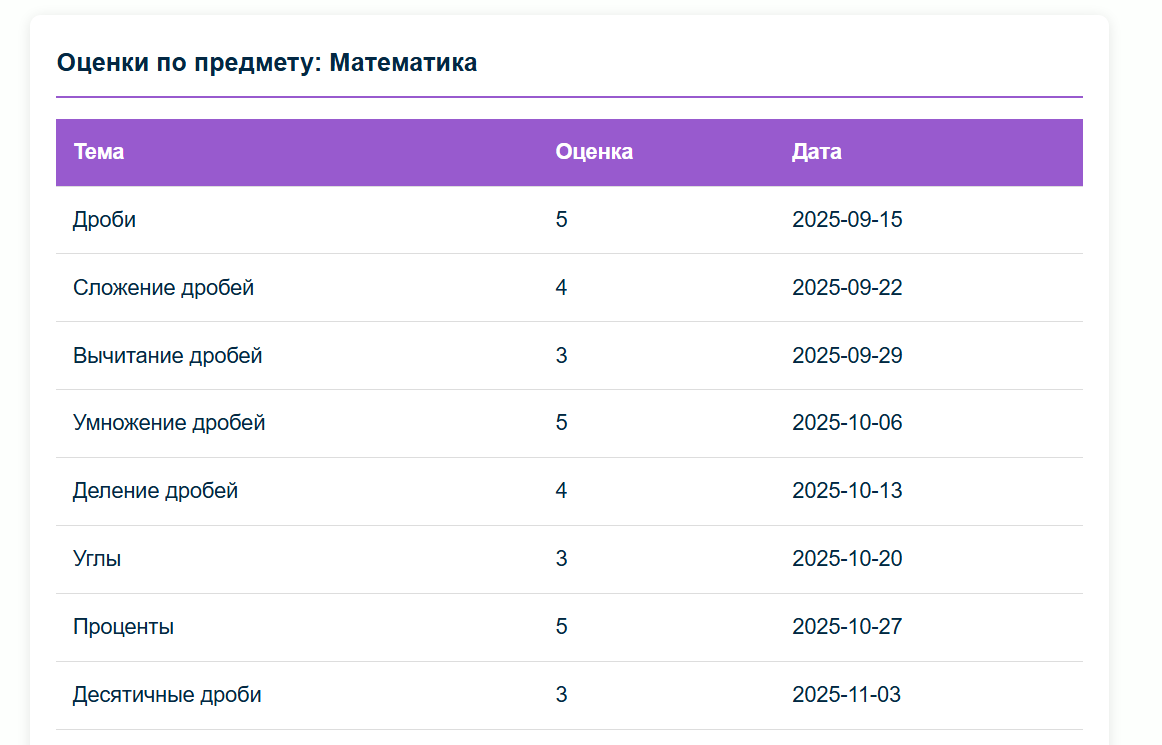 Оценки по предмету: Математика
Тема Оценка Дата
Дроби 5 2025-09-15
Сложение дробей 4 2025-09-22
Вычитание дробей 3 2025-09-29
Умножение дробей 5 2025-10-06
Деление дробей 4 2025-10-13
Углы 3 2025-10-20
Проценты 5 2025-10-27
Десятичные дроби 3 2025-11-03